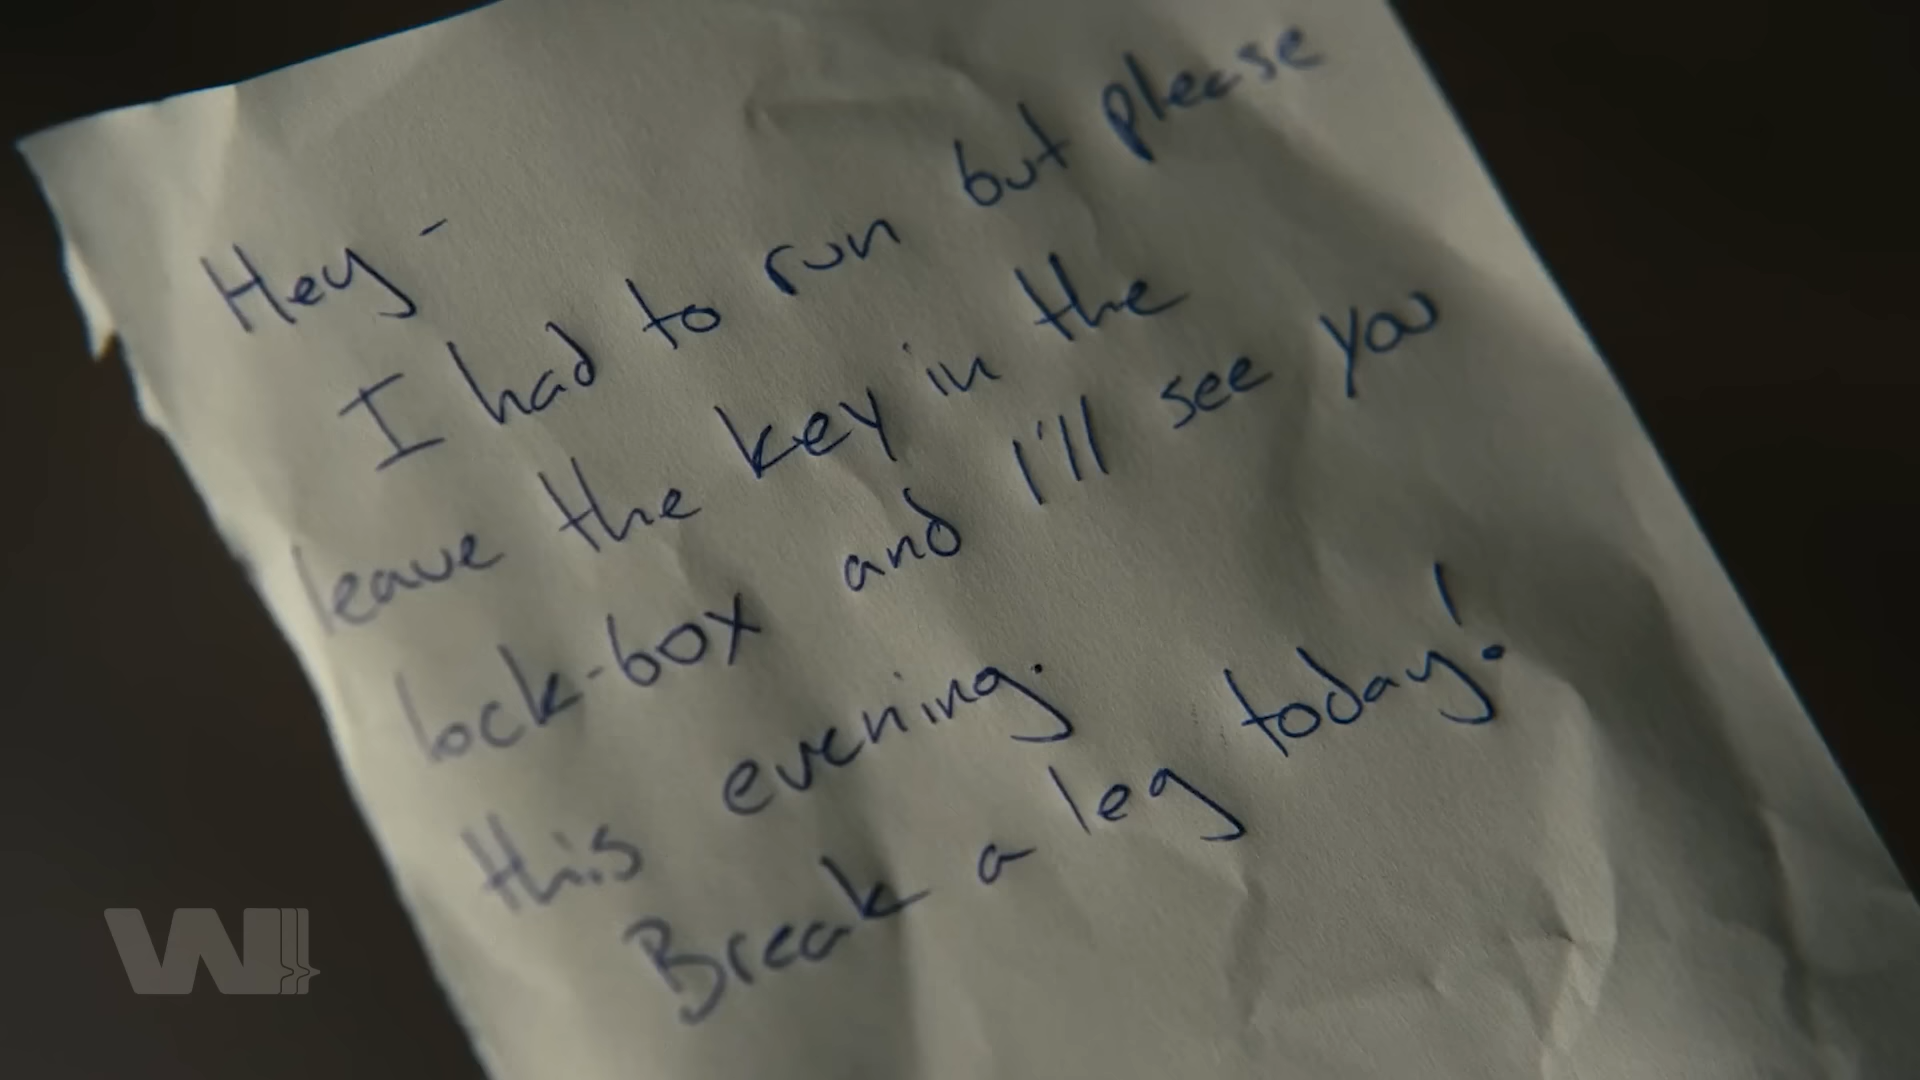 Hey -
I had to run but please
leave the key in the
lock-box and I'll see you
this evening.
Break a leg today!
W